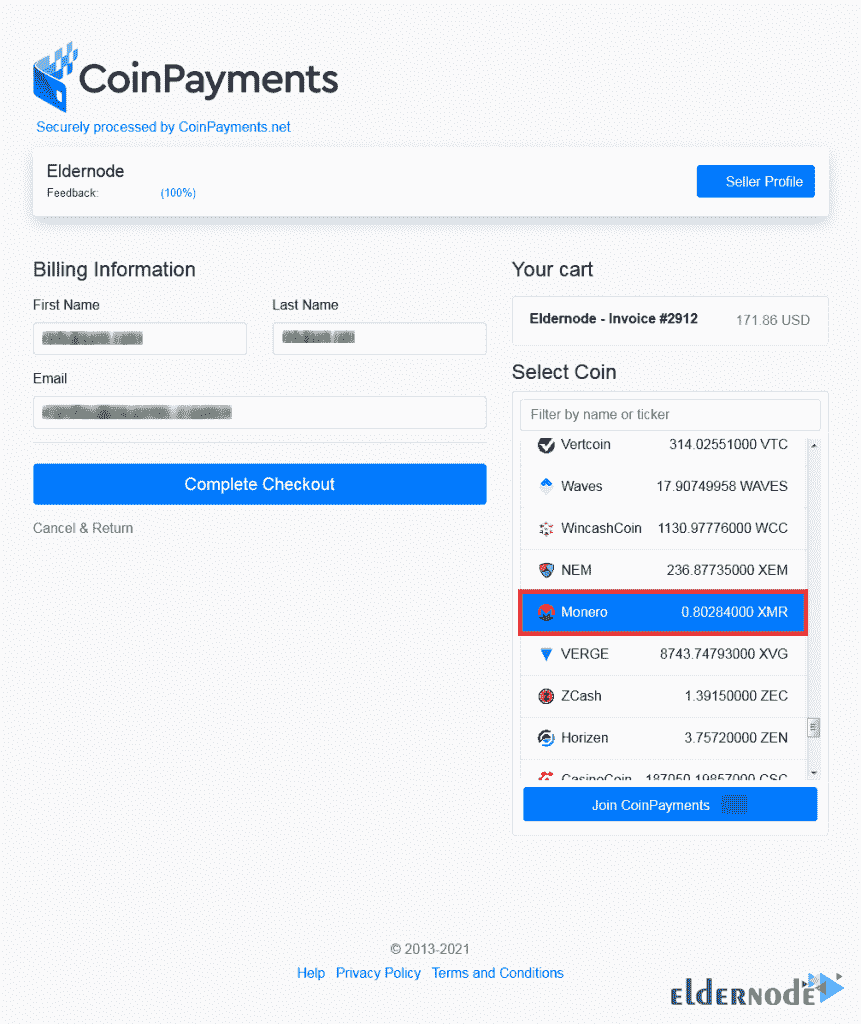 CoinPayments
Securely processed by CoinPayments.net
Eldernode
Feedback: (100%)
Seller Profile
Billing Information
First Name
Last Name
Email
Complete Checkout
Cancel & Return
Your cart
Eldernode - Invoice #2912 171.86 USD
Select Coin
Filter by name or ticker
Vertcoin 314.02551000 VTC
Waves 17.90749958 WAVES
WincashCoin 1130.97776000 WCC
NEM 236.87735000 XEM
Monero 0.80284000 XMR
VERGE 8743.74793000 XVG
ZCash 1.39150000 ZEC
Horizen 3.75720000 ZEN
CasinoCoin 187050.19857000 CSC
Join CoinPayments
© 2013-2021
Help Privacy Policy Terms and Conditions
ELDERNODE